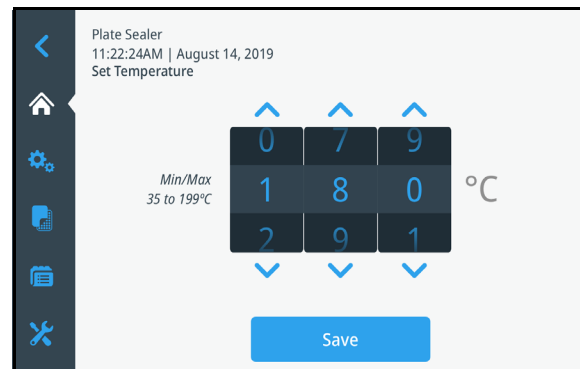 Plate Sealer
11:22:24AM | August 14, 2019
Set Temperature
0 7 9
Min/Max
35 to 199ºC
1 8 0 °C
2 9 1
Save